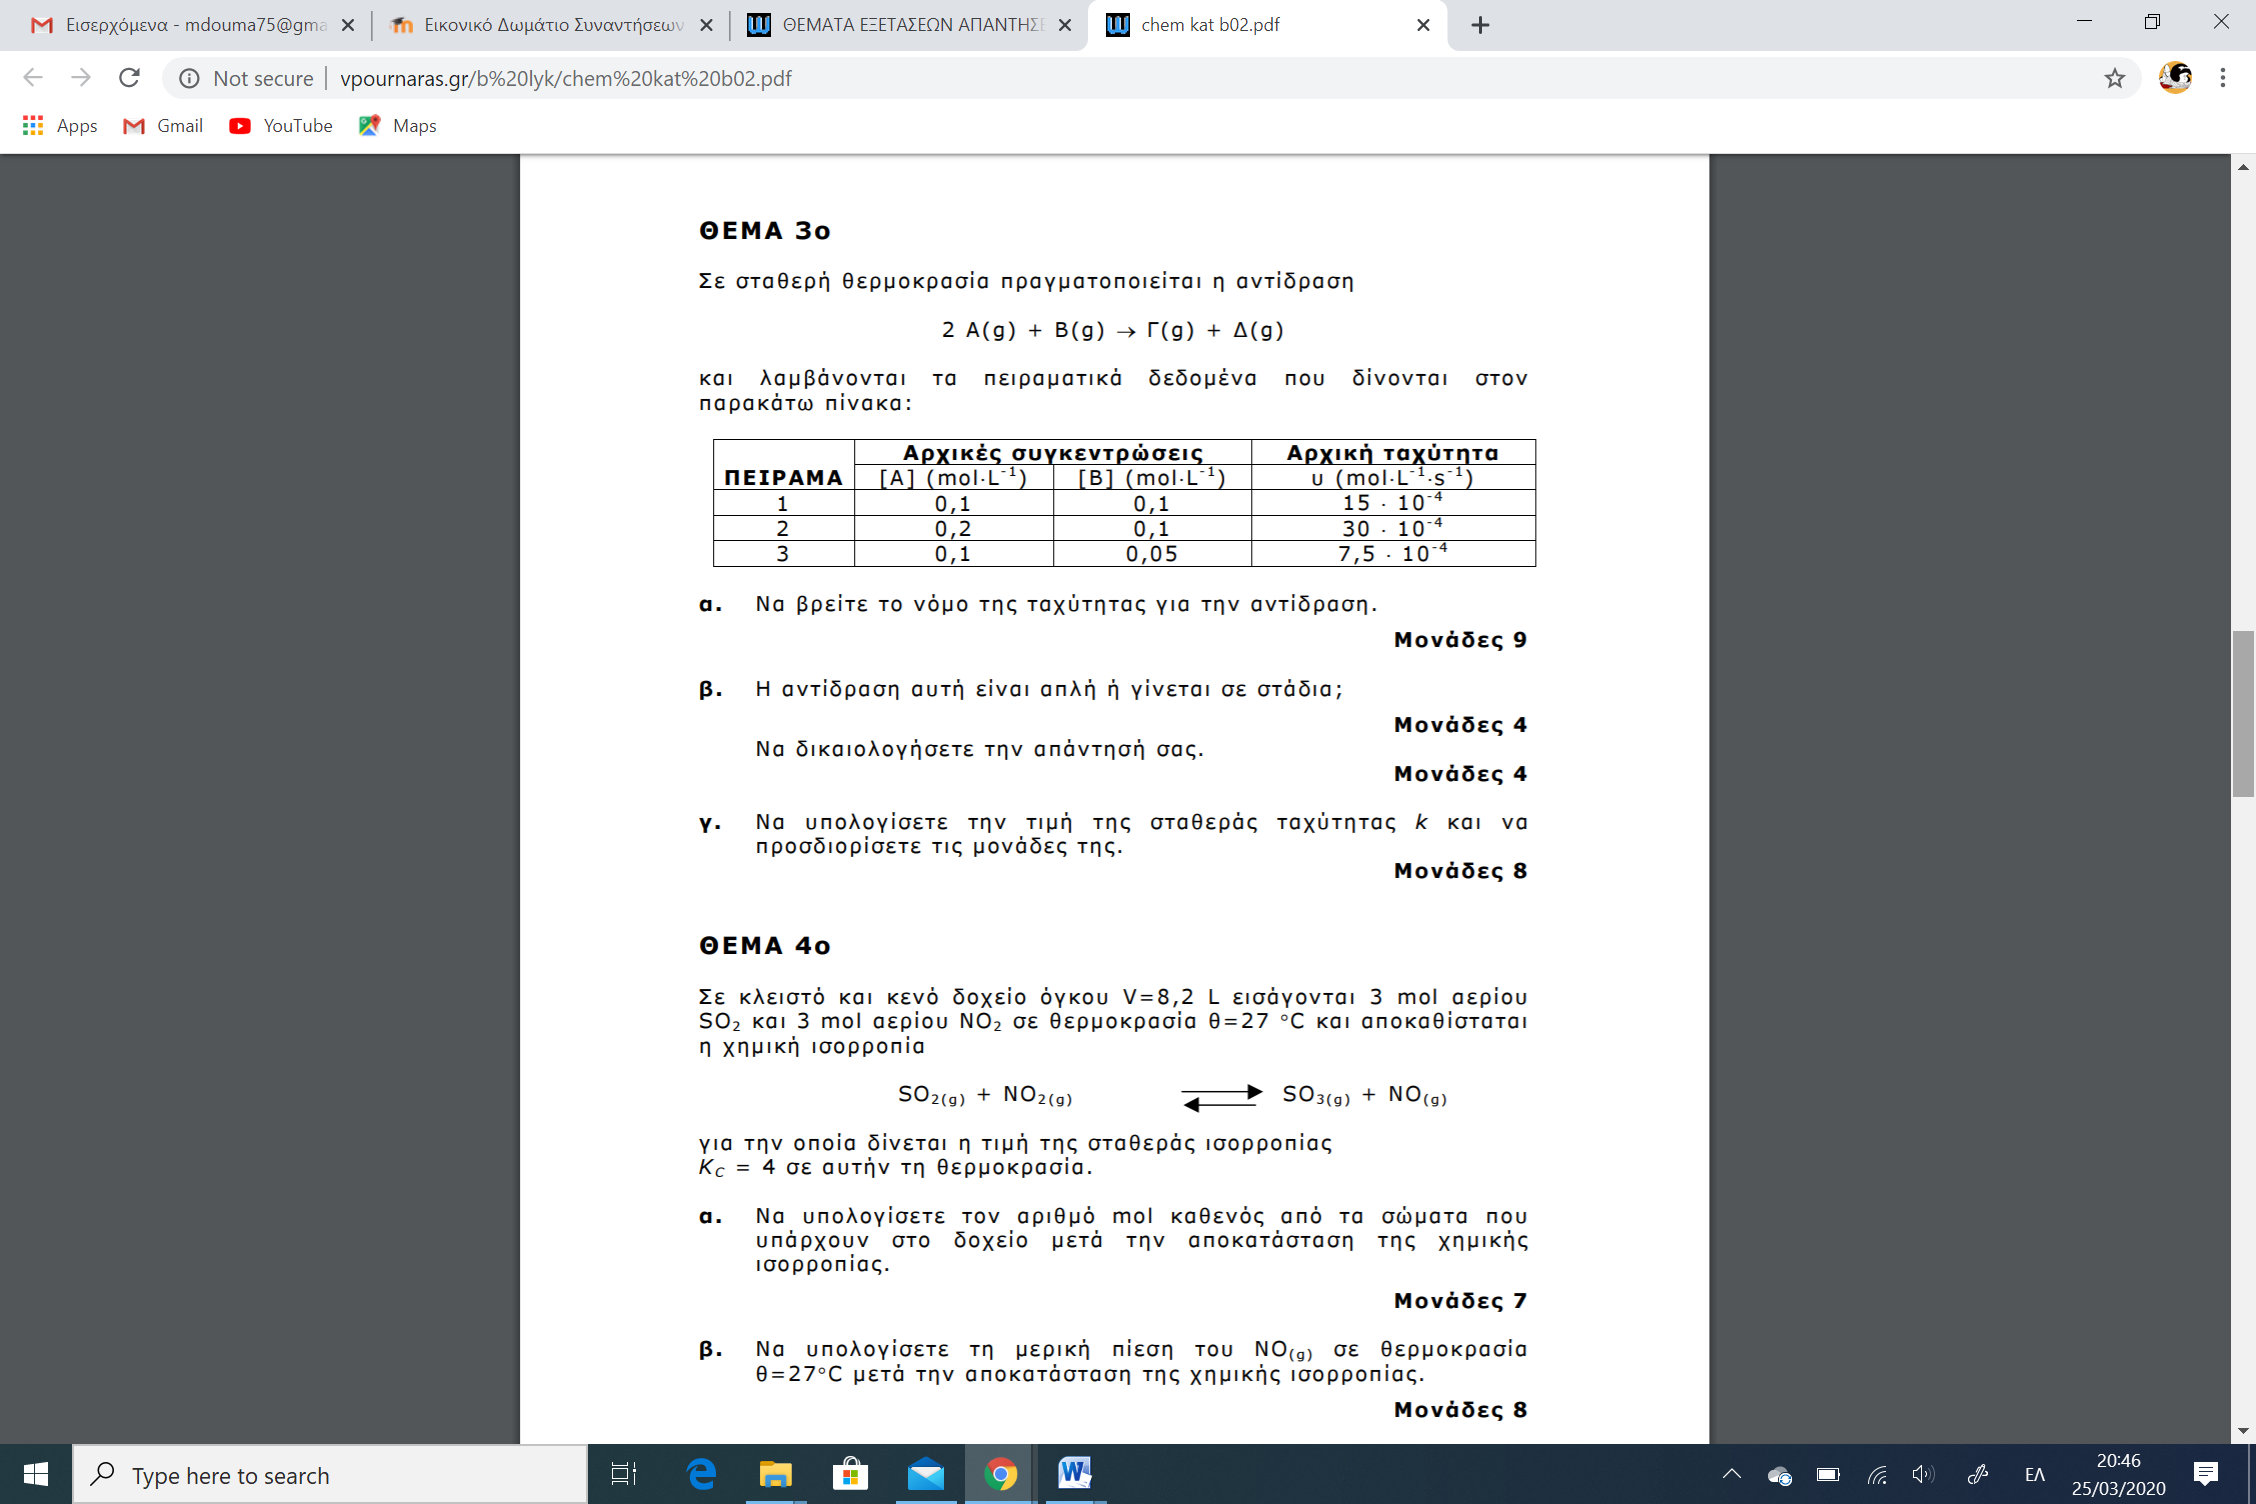 Εισερχόμενα - mdouma75@gma
Εικονικό Δωμάτιο Συναντήσεων
ΘΕΜΑΤΑ ΕΞΕΤΑΣΕΩΝ ΑΠΑΝΤΗΣΕ
chem kat b02.pdf
Not secure | vpournaras.gr/b%20lyk/chem%20kat%20b02.pdf
Apps Gmail YouTube Maps
ΘΕΜΑ 3ο
Σε σταθερή θερμοκρασία πραγματοποιείται η αντίδραση
2 Α(g) + Β(g) → Γ(g) + Δ(g)
και λαμβάνονται τα πειραματικά δεδομένα που δίνονται στον
παρακάτω πίνακα:
Αρχικές συγκεντρώσεις Αρχική ταχύτητα
ΠΕΙΡΑΜΑ [Α] (mol·L⁻¹) [Β] (mol·L⁻¹) υ (mol·L⁻¹·s⁻¹)
1 0,1 0,1 15 · 10⁻⁴
2 0,2 0,1 30 · 10⁻⁴
3 0,1 0,05 7,5 · 10⁻⁴
α. Να βρείτε το νόμο της ταχύτητας για την αντίδραση.
Μονάδες 9
β. Η αντίδραση αυτή είναι απλή ή γίνεται σε στάδια;
Μονάδες 4
Να δικαιολογήσετε την απάντησή σας.
Μονάδες 4
γ. Να υπολογίσετε την τιμή της σταθεράς ταχύτητας k και να
προσδιορίσετε τις μονάδες της.
Μονάδες 8
ΘΕΜΑ 4ο
Σε κλειστό και κενό δοχείο όγκου V=8,2 L εισάγονται 3 mol αερίου
SO₂ και 3 mol αερίου NO₂ σε θερμοκρασία θ=27 °C και αποκαθίσταται
η χημική ισορροπία
SO₂(g) + NO₂(g) ⇌ SO₃(g) + NO(g)
για την οποία δίνεται η τιμή της σταθεράς ισορροπίας
K_C = 4 σε αυτήν τη θερμοκρασία.
α. Να υπολογίσετε τον αριθμό mol καθενός από τα σώματα που
υπάρχουν στο δοχείο μετά την αποκατάσταση της χημικής
ισορροπίας.
Μονάδες 7
β. Να υπολογίσετε τη μερική πίεση του NO(g) σε θερμοκρασία
θ=27°C μετά την αποκατάσταση της χημικής ισορροπίας.
Μονάδες 8
Type here to search
ΕΛ
20:46
25/03/2020